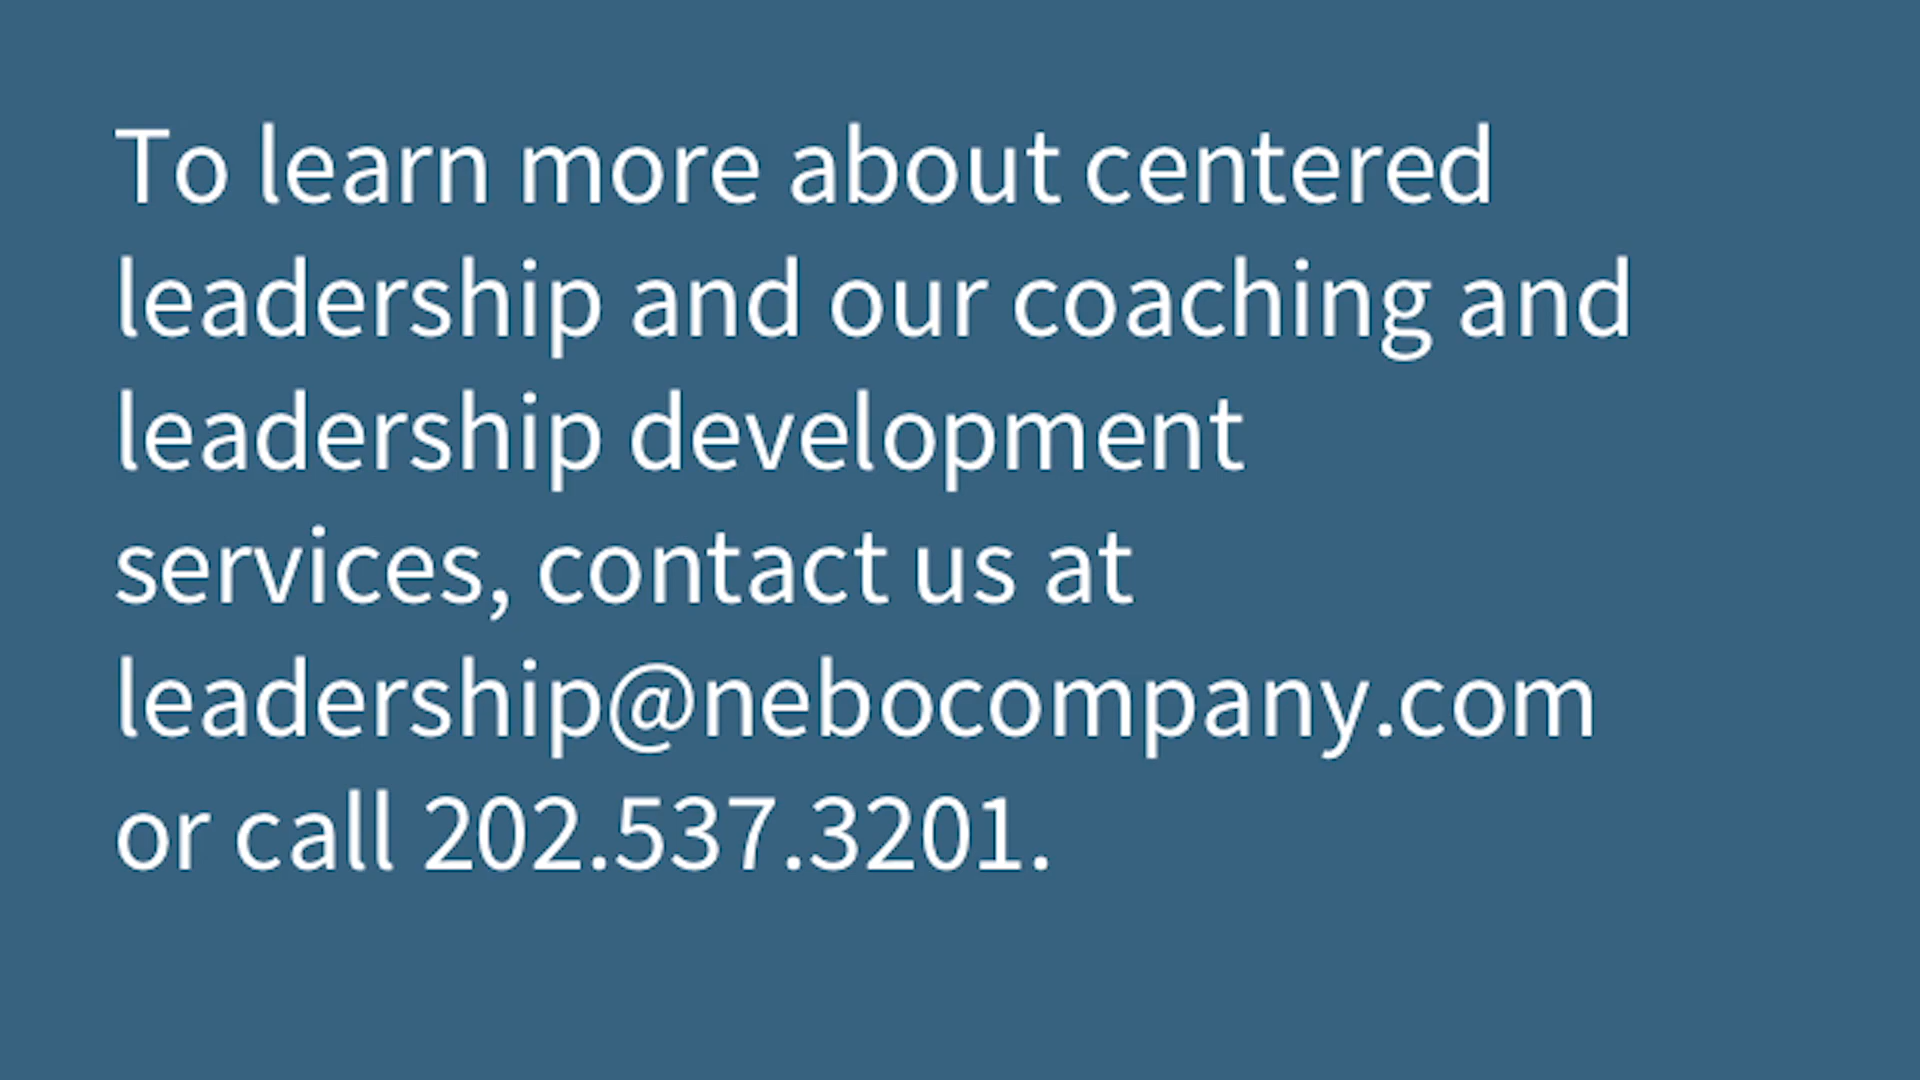 To learn more about centered
leadership and our coaching and
leadership development
services, contact us at
leadership@nebocompany.com
or call 202.537.3201.